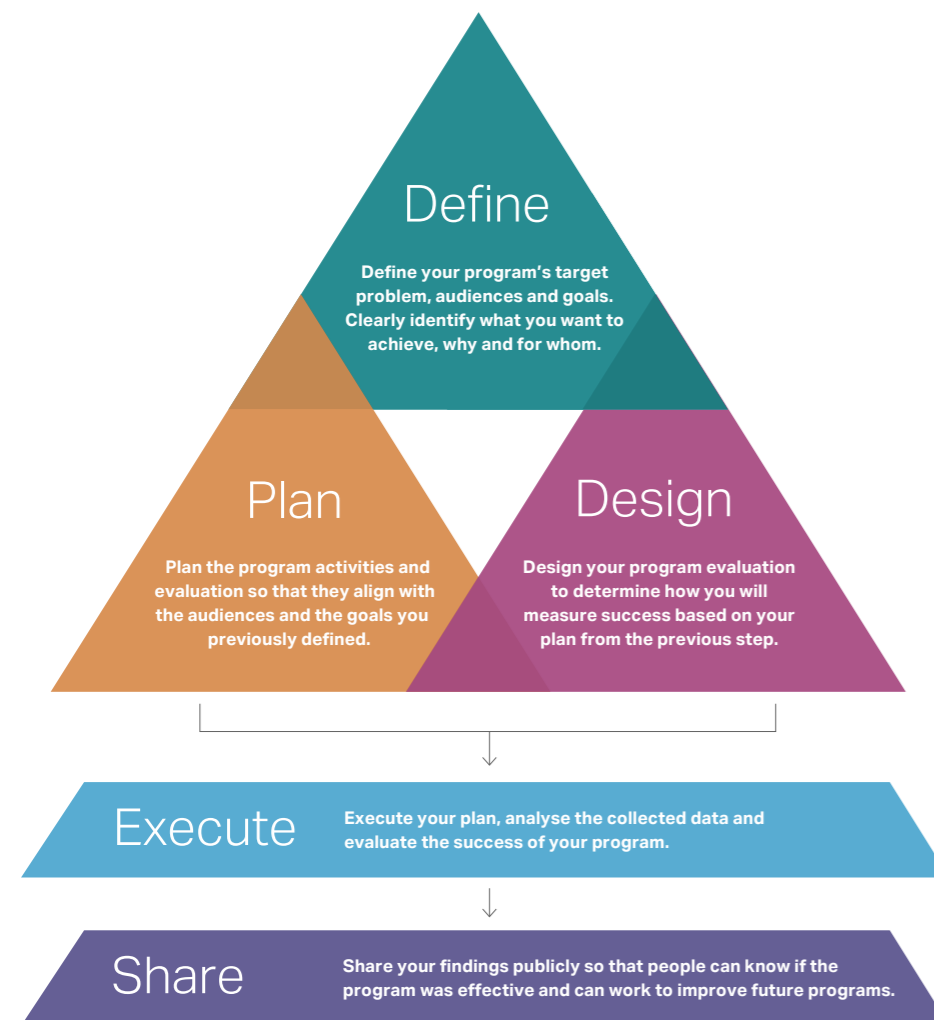 Define
Define your program’s target
problem, audiences and goals.
Clearly identify what you want to
achieve, why and for whom.
Plan
Plan the program activities and
evaluation so that they align with
the audiences and the goals you
previously defined.
Design
Design your program evaluation
to determine how you will
measure success based on your
plan from the previous step.
Execute
Execute your plan, analyse the collected data and
evaluate the success of your program.
Share
Share your findings publicly so that people can know if the
program was effective and can work to improve future programs.